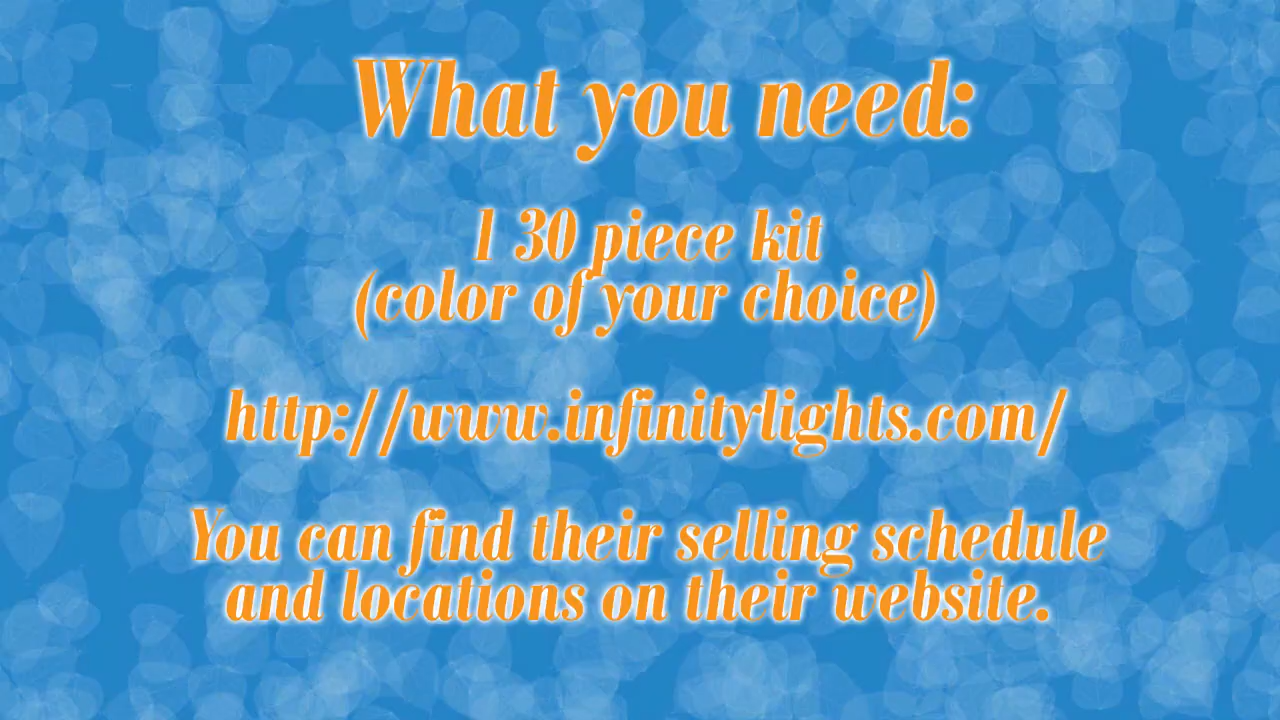 What you need:
1 30 piece kit
(color of your choice)
http://www.infinitylights.com/
You can find their selling schedule
and locations on their website.